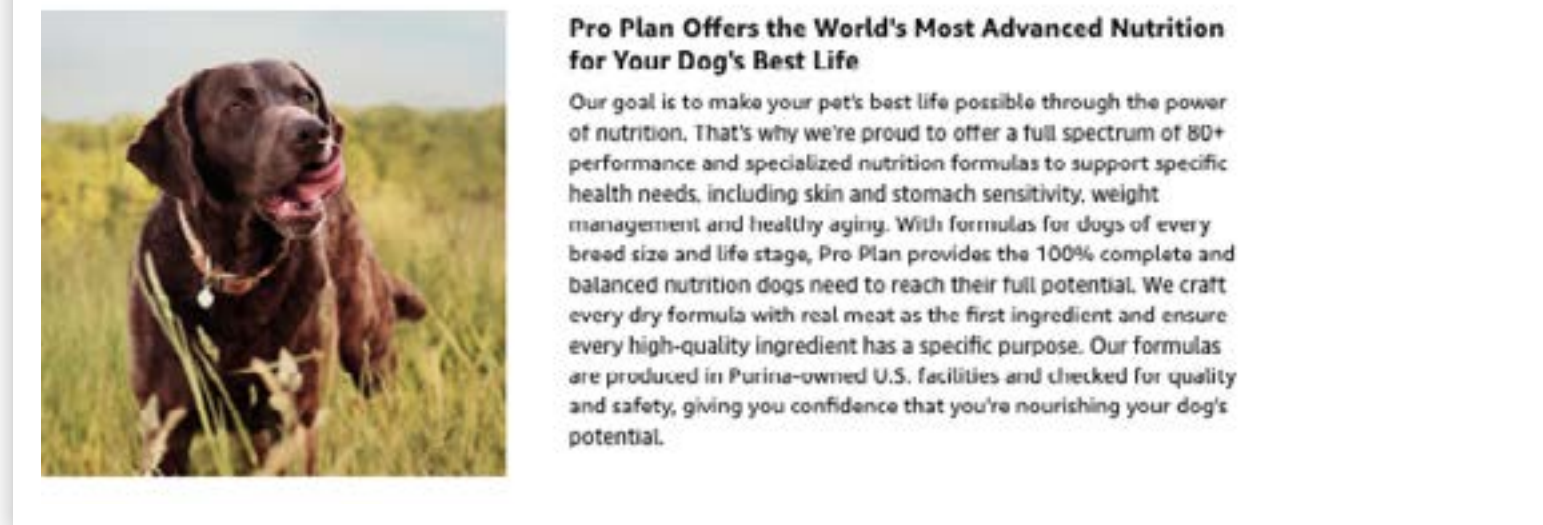 Pro Plan Offers the World's Most Advanced Nutrition
for Your Dog's Best Life
Our goal is to make your pet's best life possible through the power
of nutrition. That's why we're proud to offer a full spectrum of 80+
performance and specialized nutrition formulas to support specific
health needs, including skin and stomach sensitivity, weight
management and healthy aging. With formulas for dogs of every
breed size and life stage, Pro Plan provides the 100% complete and
balanced nutrition dogs need to reach their full potential. We craft
every dry formula with real meat as the first ingredient and ensure
every high-quality ingredient has a specific purpose. Our formulas
are produced in Purina-owned U.S. facilities and checked for quality
and safety, giving you confidence that you're nourishing your dog's
potential.